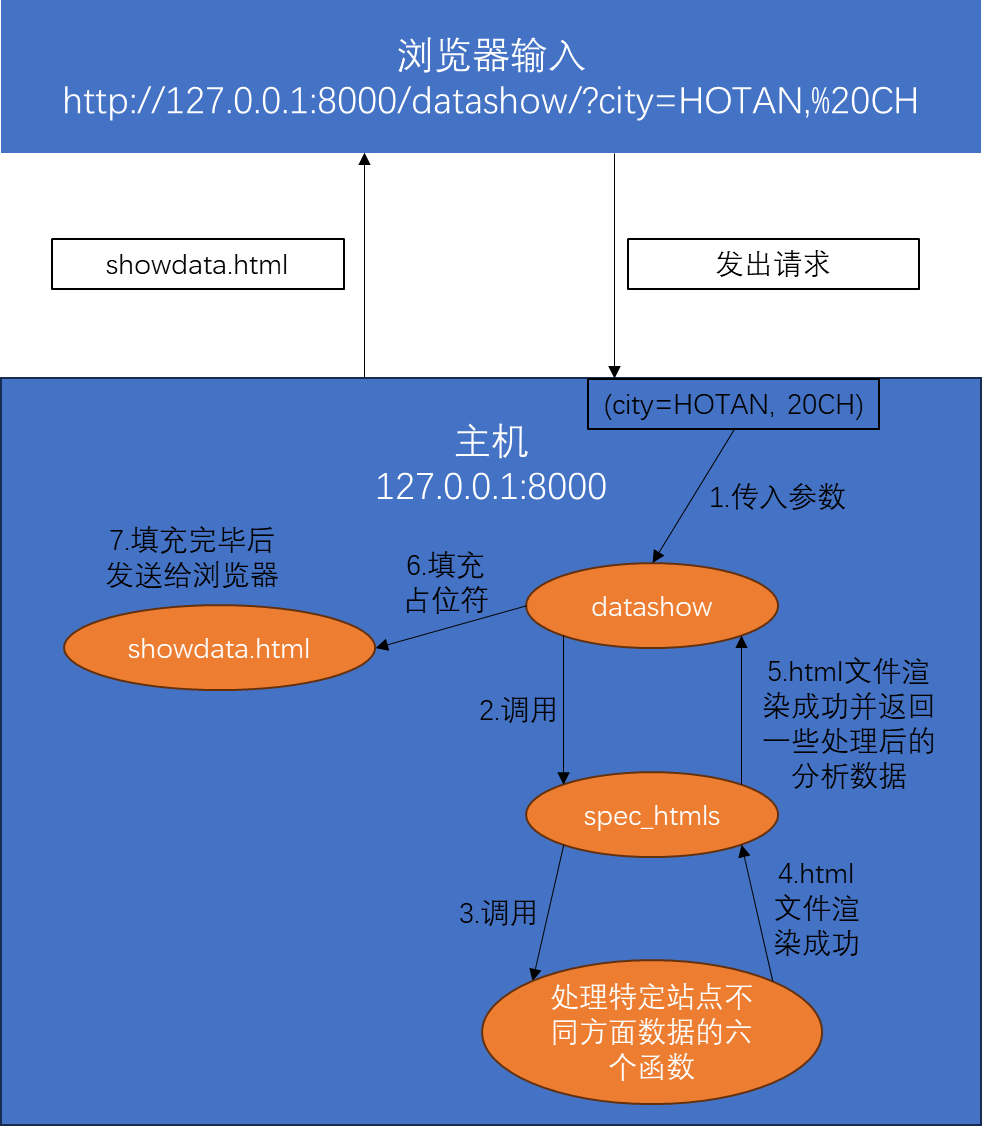 浏览器输入
http://127.0.0.1:8000/datashow/?city=HOTAN,%20CH
showdata.html
发出请求
(city=HOTAN, 20CH)
主机
127.0.0.1:8000
1.传入参数
7.填充完毕后
发送给浏览器
6.填充
占位符
datashow
showdata.html
2.调用
5.html文件渲
染成功并返回
一些处理后的
分析数据
spec_htmls
3.调用
4.html
文件渲
染成功
处理特定站点不
同方面数据的六
个函数